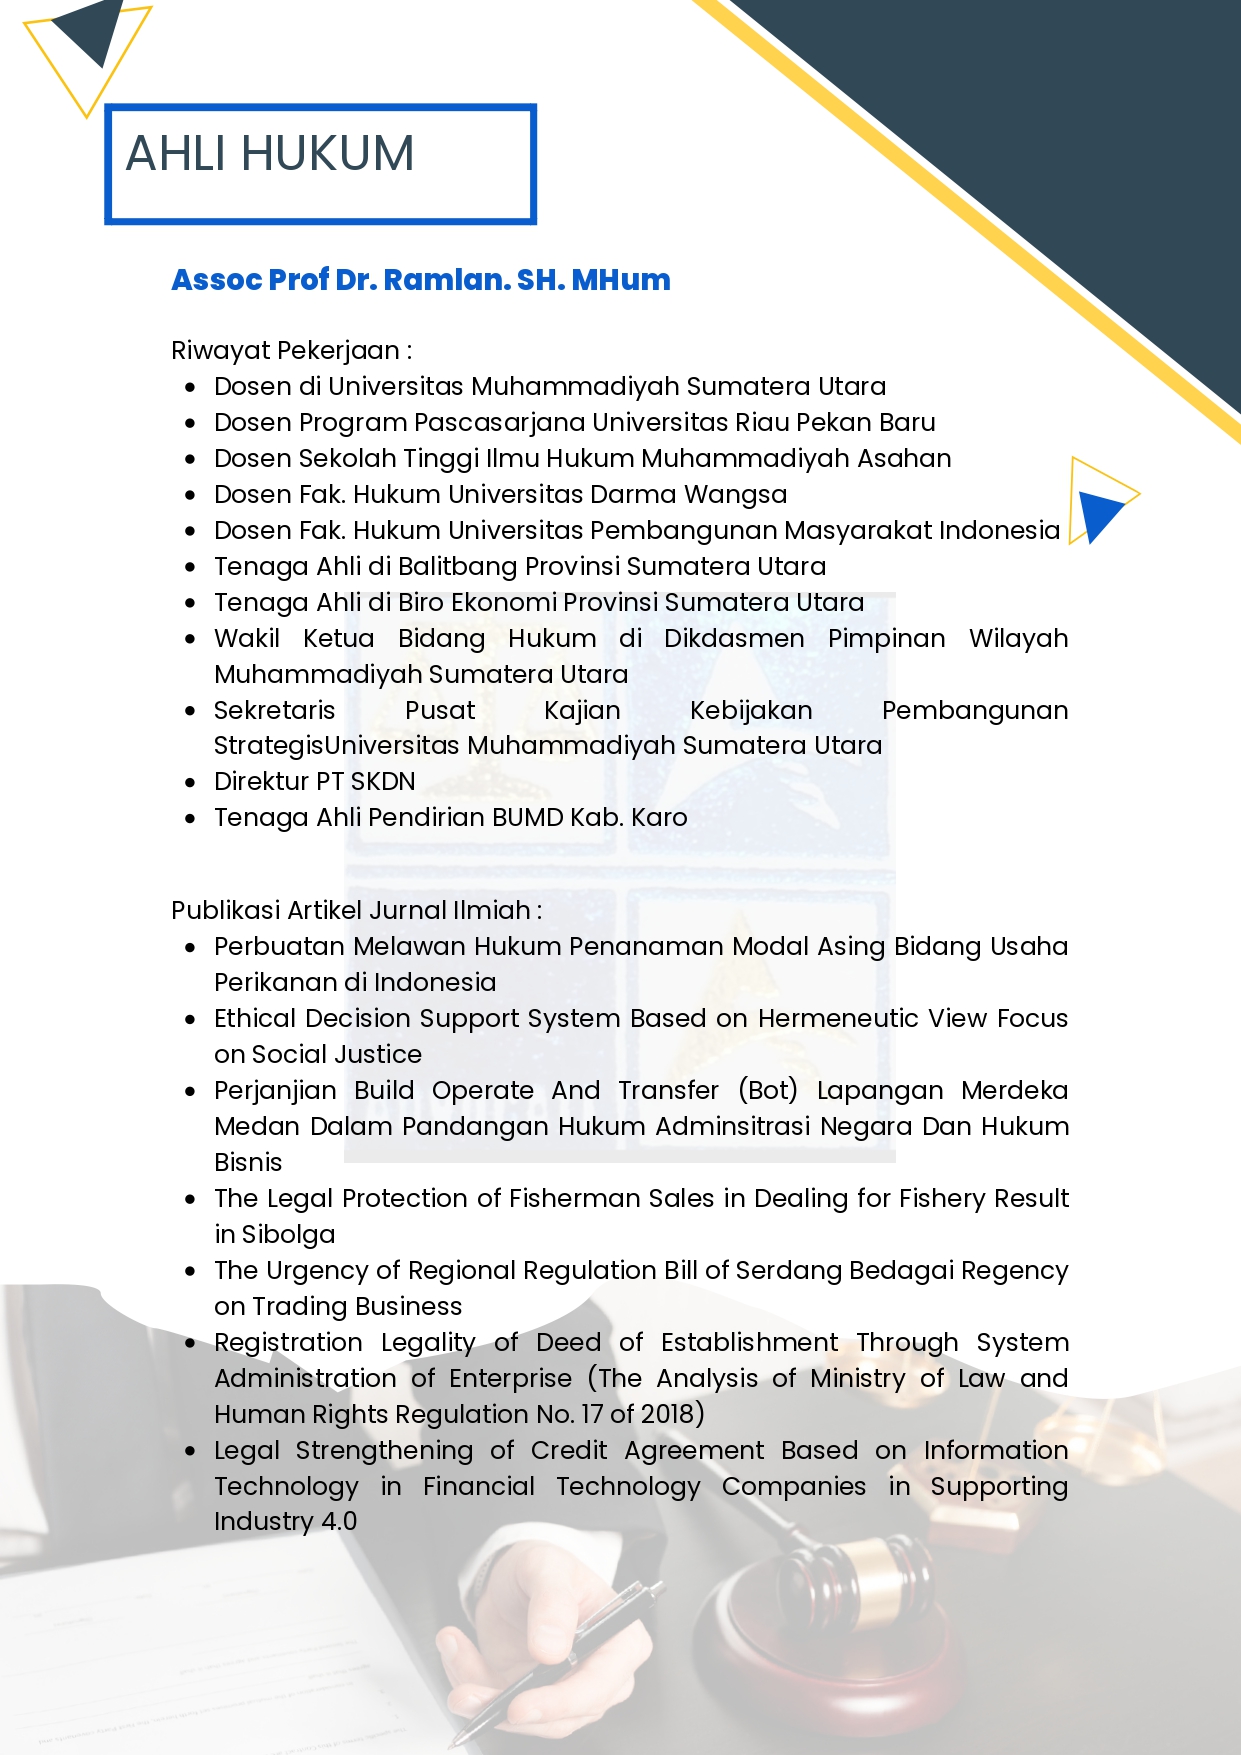 AHLI HUKUM
Assoc Prof Dr. Ramlan. SH. MHum
Riwayat Pekerjaan :
• Dosen di Universitas Muhammadiyah Sumatera Utara
• Dosen Program Pascasarjana Universitas Riau Pekan Baru
• Dosen Sekolah Tinggi Ilmu Hukum Muhammadiyah Asahan
• Dosen Fak. Hukum Universitas Darma Wangsa
• Dosen Fak. Hukum Universitas Pembangunan Masyarakat Indonesia
• Tenaga Ahli di Balitbang Provinsi Sumatera Utara
• Tenaga Ahli di Biro Ekonomi Provinsi Sumatera Utara
• Wakil Ketua Bidang Hukum di Dikdasmen Pimpinan Wilayah
Muhammadiyah Sumatera Utara
• Sekretaris Pusat Kajian Kebijakan Pembangunan
StrategisUniversitas Muhammadiyah Sumatera Utara
• Direktur PT SKDN
• Tenaga Ahli Pendirian BUMD Kab. Karo
Publikasi Artikel Jurnal Ilmiah :
• Perbuatan Melawan Hukum Penanaman Modal Asing Bidang Usaha
Perikanan di Indonesia
• Ethical Decision Support System Based on Hermeneutic View Focus
on Social Justice
• Perjanjian Build Operate And Transfer (Bot) Lapangan Merdeka
Medan Dalam Pandangan Hukum Adminsitrasi Negara Dan Hukum
Bisnis
• The Legal Protection of Fisherman Sales in Dealing for Fishery Result
in Sibolga
• The Urgency of Regional Regulation Bill of Serdang Bedagai Regency
on Trading Business
• Registration Legality of Deed of Establishment Through System
Administration of Enterprise (The Analysis of Ministry of Law and
Human Rights Regulation No. 17 of 2018)
• Legal Strengthening of Credit Agreement Based on Information
Technology in Financial Technology Companies in Supporting
Industry 4.0